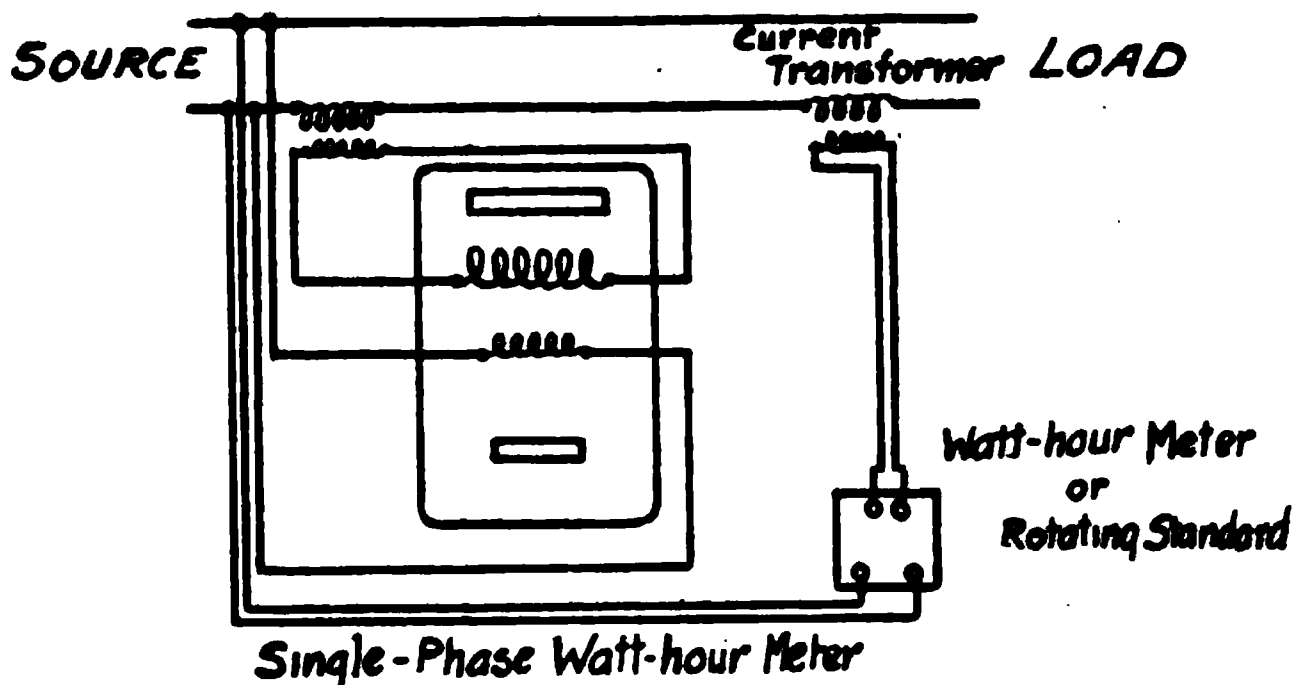 SOURCE
Current
Transformer
LOAD
Watt-hour Meter
or
Rotating Standard
Single-Phase Watt-hour Meter